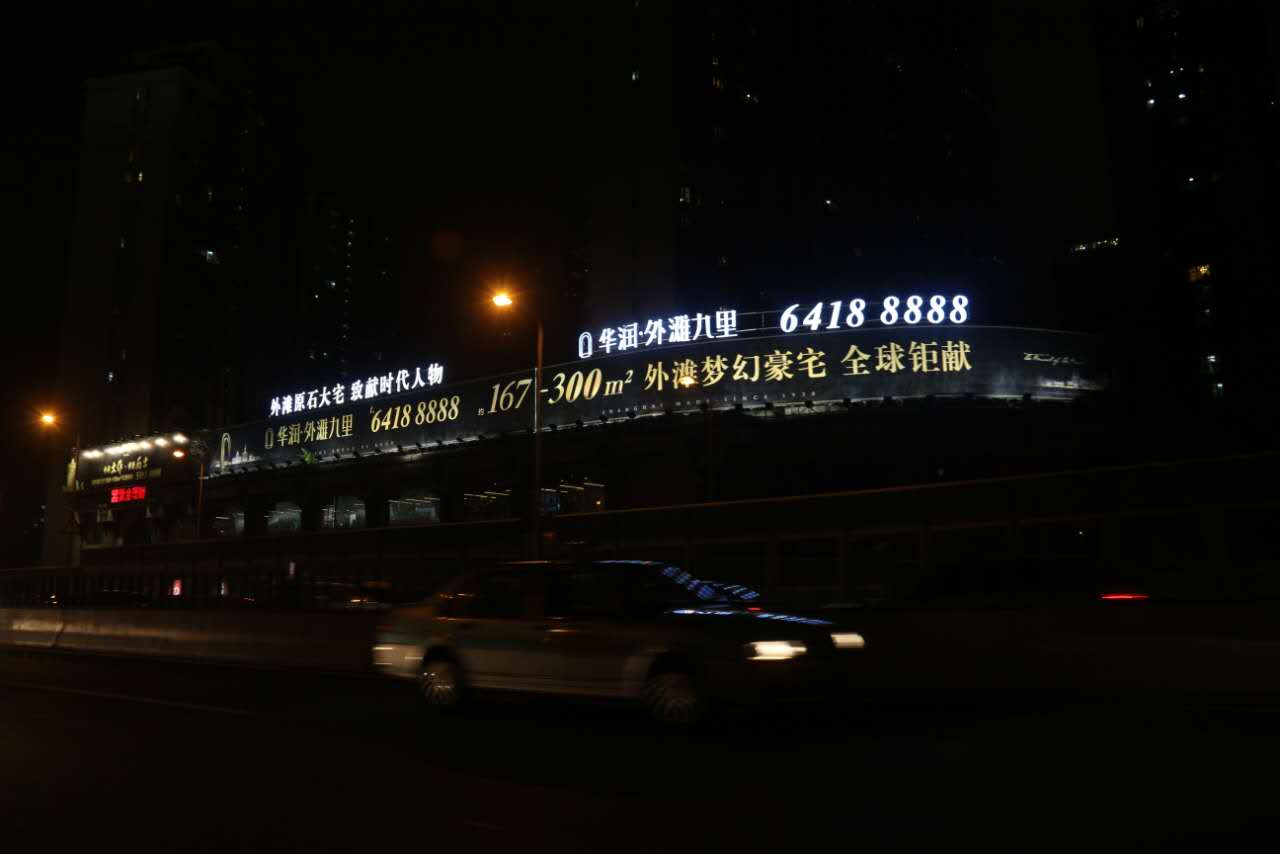 外滩原石大宅 致献时代人物
华润·外滩九里 6418 8888
华润·外滩九里 6418 8888
约167-300m² 外滩梦幻豪宅 全球钜献